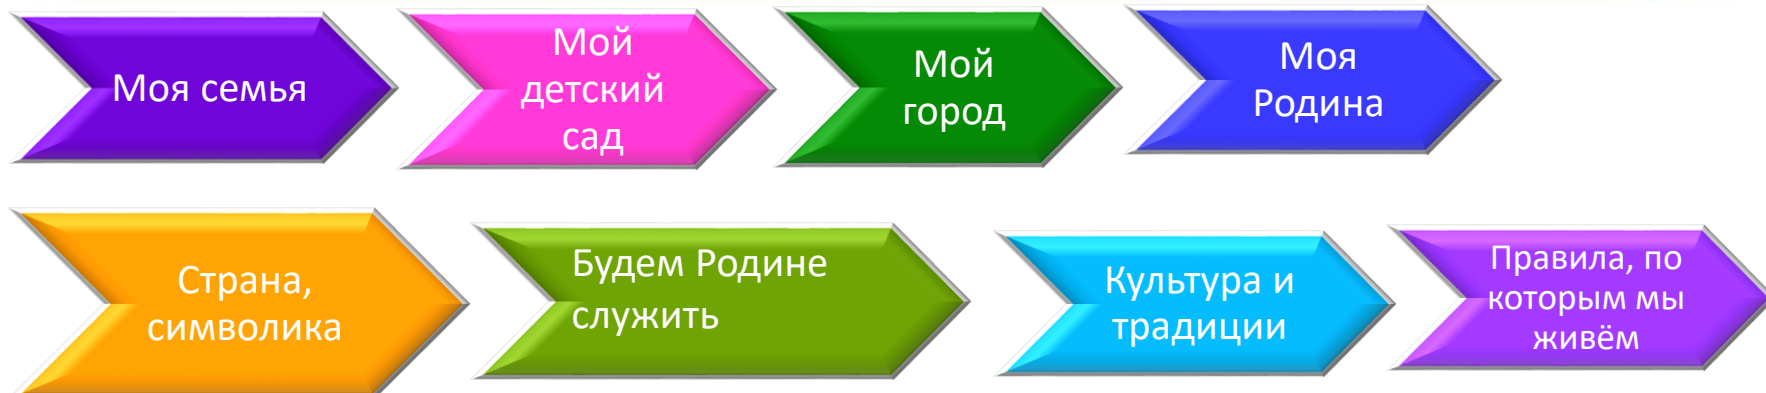 Моя семья
Мой
детский
сад
Мой
город
Моя
Родина
Страна,
символика
Будем Родине
служить
Культура и
традиции
Правила, по
которым мы
живём